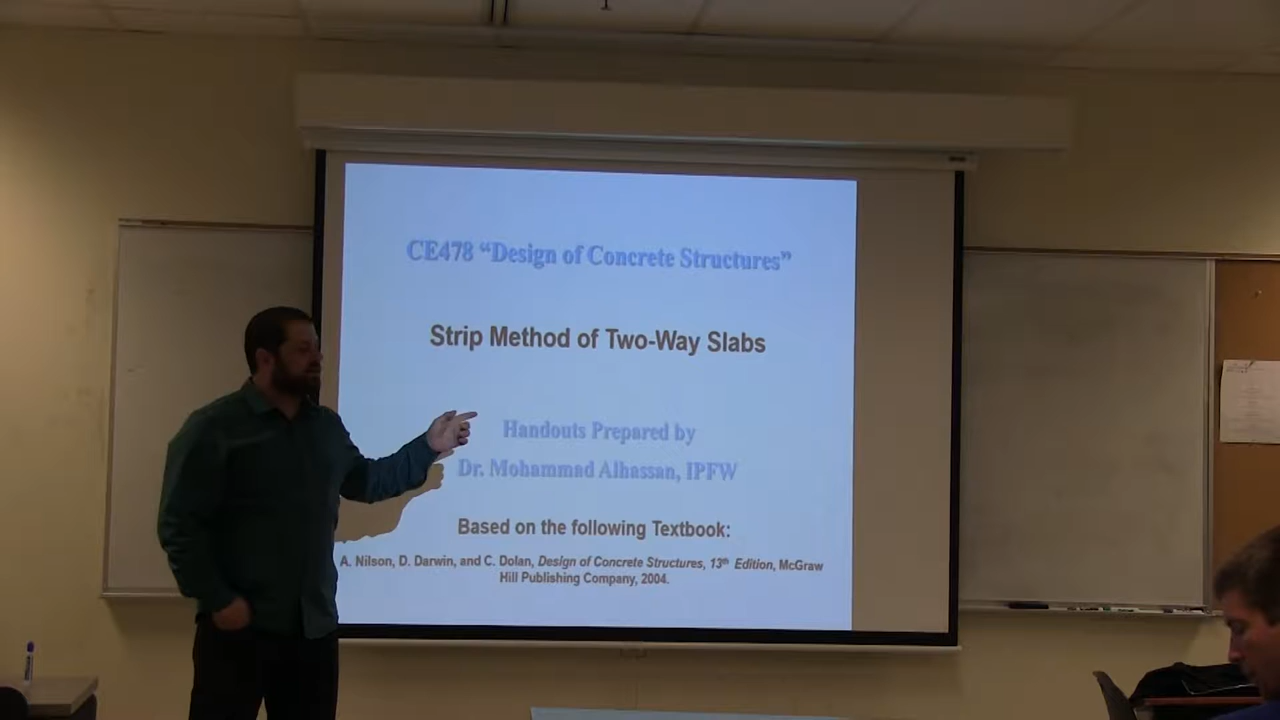 CE478 “Design of Concrete Structures”
Strip Method of Two-Way Slabs
Handouts Prepared by
Dr. Mohammad Alhassan, IPFW
Based on the following Textbook:
A. Nilson, D. Darwin, and C. Dolan, Design of Concrete Structures, 13th Edition, McGraw
Hill Publishing Company, 2004.